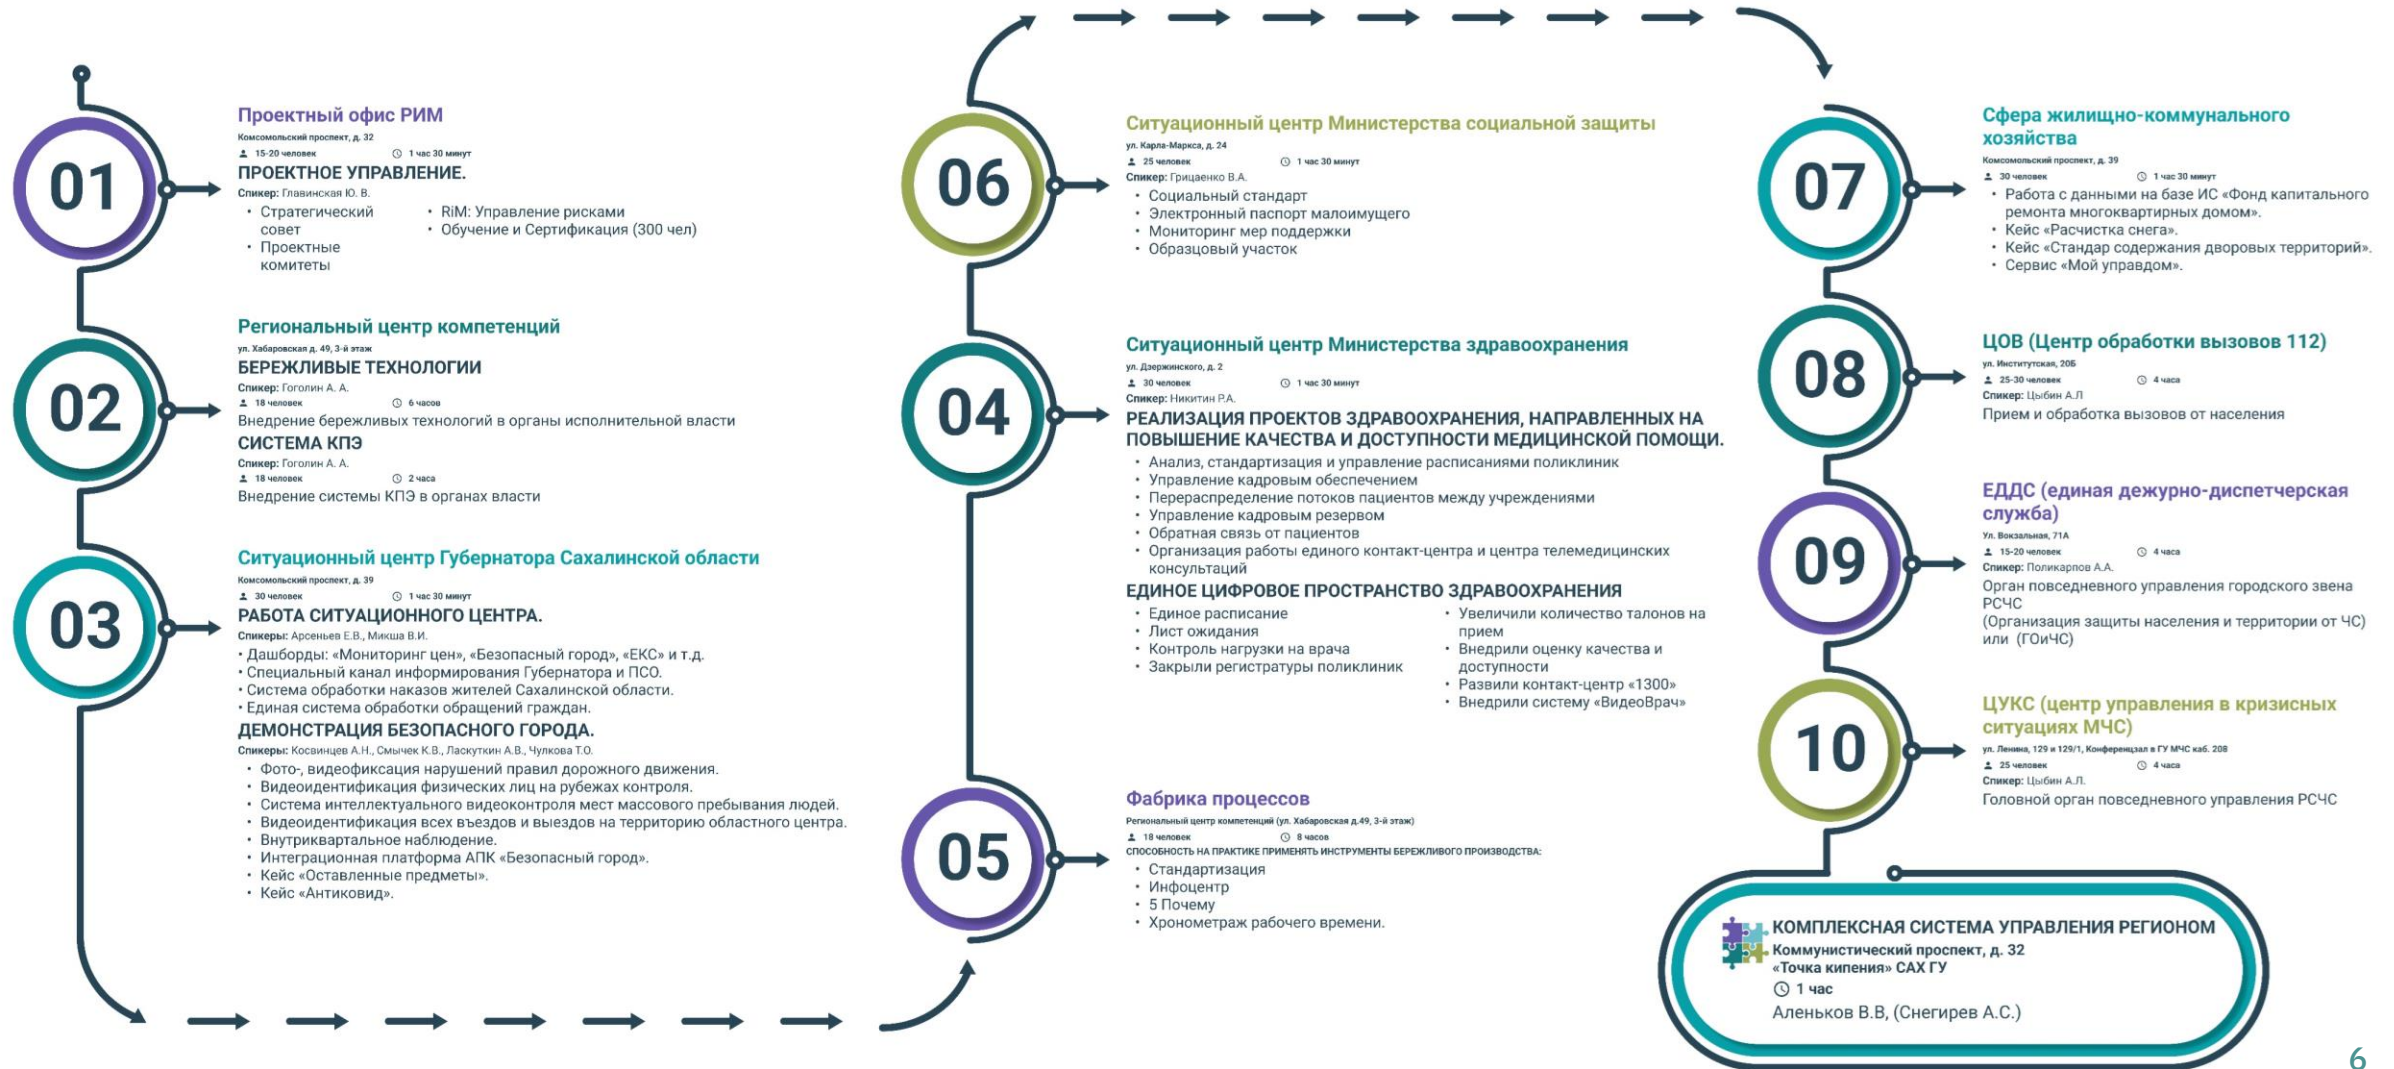 01
Проектный офис РИМ
Комсомольский проспект, д. 32
15-20 человек 1 час 30 минут
ПРОЕКТНОЕ УПРАВЛЕНИЕ.
Спикер: Главинская Ю. В.
• Стратегический
совет
• Проектные
комитеты
• RiM: Управление рисками
• Обучение и Сертификация (300 чел)
02
Региональный центр компетенций
ул. Хабаровская д. 49, 3-й этаж
БЕРЕЖЛИВЫЕ ТЕХНОЛОГИИ
Спикер: Гоголин А. А.
18 человек 6 часов
Внедрение бережливых технологий в органы исполнительной власти
СИСТЕМА КПЭ
Спикер: Гоголин А. А.
18 человек 2 часа
Внедрение системы КПЭ в органах власти
03
Ситуационный центр Губернатора Сахалинской области
Комсомольский проспект, д. 39
30 человек 1 час 30 минут
РАБОТА СИТУАЦИОННОГО ЦЕНТРА.
Спикеры: Арсеньев Е.В., Микша В.И.
• Дашборды: «Мониторинг цен», «Безопасный город», «ЕКС» и т.д.
• Специальный канал информирования Губернатора и ПСО.
• Система обработки наказов жителей Сахалинской области.
• Единая система обработки обращений граждан.
ДЕМОНСТРАЦИЯ БЕЗОПАСНОГО ГОРОДА.
Спикеры: Косвинцев А.Н., Смычек К.В., Ласкуткин А.В., Чулкова Т.О.
• Фото-, видеофиксация нарушений правил дорожного движения.
• Видеоидентификация физических лиц на рубежах контроля.
• Система интеллектуального видеоконтроля мест массового пребывания людей.
• Видеоидентификация всех въездов и выездов на территорию областного центра.
• Внутриквартальное наблюдение.
• Интеграционная платформа АПК «Безопасный город».
• Кейс «Оставленные предметы».
• Кейс «Антиковид».
06
Ситуационный центр Министерства социальной защиты
ул. Карла-Маркса, д. 24
25 человек 1 час 30 минут
Спикер: Грицаенко В.А.
• Социальный стандарт
• Электронный паспорт малоимущего
• Мониторинг мер поддержки
• Образцовый участок
04
Ситуационный центр Министерства здравоохранения
ул. Дзержинского, д. 2
30 человек 1 час 30 минут
Спикер: Никитин Р.А.
РЕАЛИЗАЦИЯ ПРОЕКТОВ ЗДРАВООХРАНЕНИЯ, НАПРАВЛЕННЫХ НА
ПОВЫШЕНИЕ КАЧЕСТВА И ДОСТУПНОСТИ МЕДИЦИНСКОЙ ПОМОЩИ.
• Анализ, стандартизация и управление расписаниями поликлиник
• Управление кадровым обеспечением
• Перераспределение потоков пациентов между учреждениями
• Управление кадровым резервом
• Обратная связь от пациентов
• Организация работы единого контакт-центра и центра телемедицинских
консультаций
ЕДИНОЕ ЦИФРОВОЕ ПРОСТРАНСТВО ЗДРАВООХРАНЕНИЯ
• Единое расписание
• Лист ожидания
• Контроль нагрузки на врача
• Закрыли регистратуры поликлиник
• Увеличили количество талонов на
прием
• Внедрили оценку качества и
доступности
• Развили контакт-центр «1300»
• Внедрили систему «ВидеоВрач»
05
Фабрика процессов
Региональный центр компетенций (ул. Хабаровская д.49, 3-й этаж)
18 человек 8 часов
СПОСОБНОСТЬ НА ПРАКТИКЕ ПРИМЕНЯТЬ ИНСТРУМЕНТЫ БЕРЕЖЛИВОГО ПРОИЗВОДСТВА:
• Стандартизация
• Инфоцентр
• 5 Почему
• Хронометраж рабочего времени.
07
Сфера жилищно-коммунального
хозяйства
Комсомольский проспект, д. 39
30 человек 1 час 30 минут
• Работа с данными на базе ИС «Фонд капитального
ремонта многоквартирных домом».
• Кейс «Расчистка снега».
• Кейс «Стандар содержания дворовых территорий».
• Сервис «Мой управдом».
08
ЦОВ (Центр обработки вызовов 112)
ул. Институтская, 20Б
25-30 человек 4 часа
Спикер: Цыбин А.Л
Прием и обработка вызовов от населения
09
ЕДДС (единая дежурно-диспетчерская
служба)
Ул. Вокзальная, 71А
15-20 человек 4 часа
Спикер: Поликарпов А.А.
Орган повседневного управления городского звена
РСЧС
(Организация защиты населения и территории от ЧС)
или (ГОиЧС)
10
ЦУКС (центр управления в кризисных
ситуациях МЧС)
ул. Ленина, 129 и 129/1, Конференцзал в ГУ МЧС каб. 208
25 человек 4 часа
Спикер: Цыбин А.Л.
Головной орган повседневного управления РСЧС
КОМПЛЕКСНАЯ СИСТЕМА УПРАВЛЕНИЯ РЕГИОНОМ
Коммунистический проспект, д. 32
«Точка кипения» САХ ГУ
1 час
Аленьков В.В, (Снегирев А.С.)
6